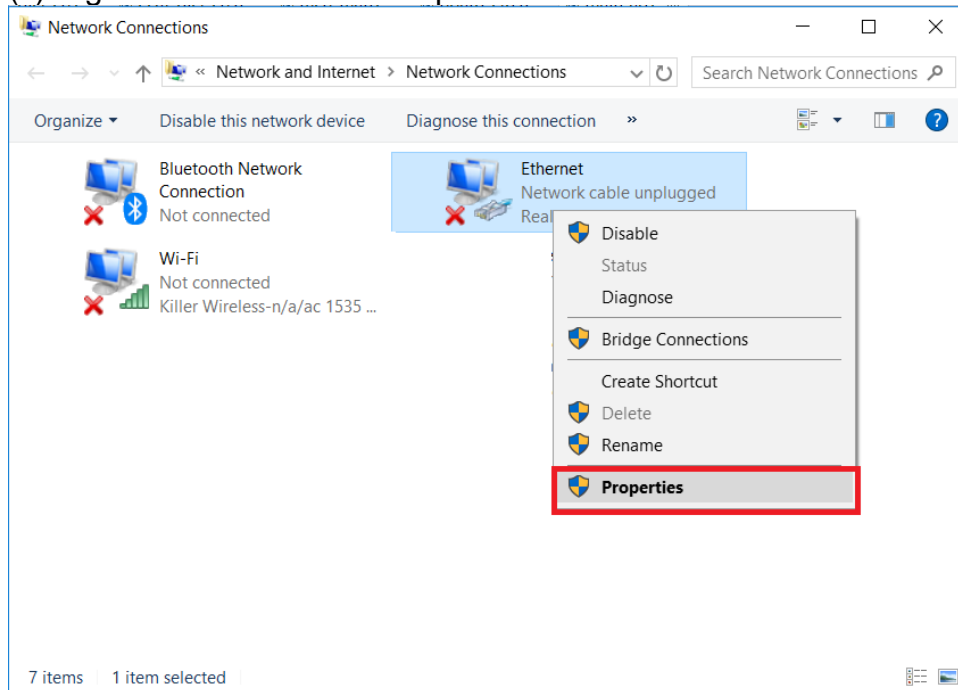 Network Connections
« Network and Internet > Network Connections
Search Network Connections
Organize
Disable this network device
Diagnose this connection
»
Bluetooth Network
Connection
Not connected
Ethernet
Network cable unplugged
Wi-Fi
Not connected
Killer Wireless-n/a/ac 1535 ...
Disable
Status
Diagnose
Bridge Connections
Create Shortcut
Delete
Rename
Properties
7 items
1 item selected